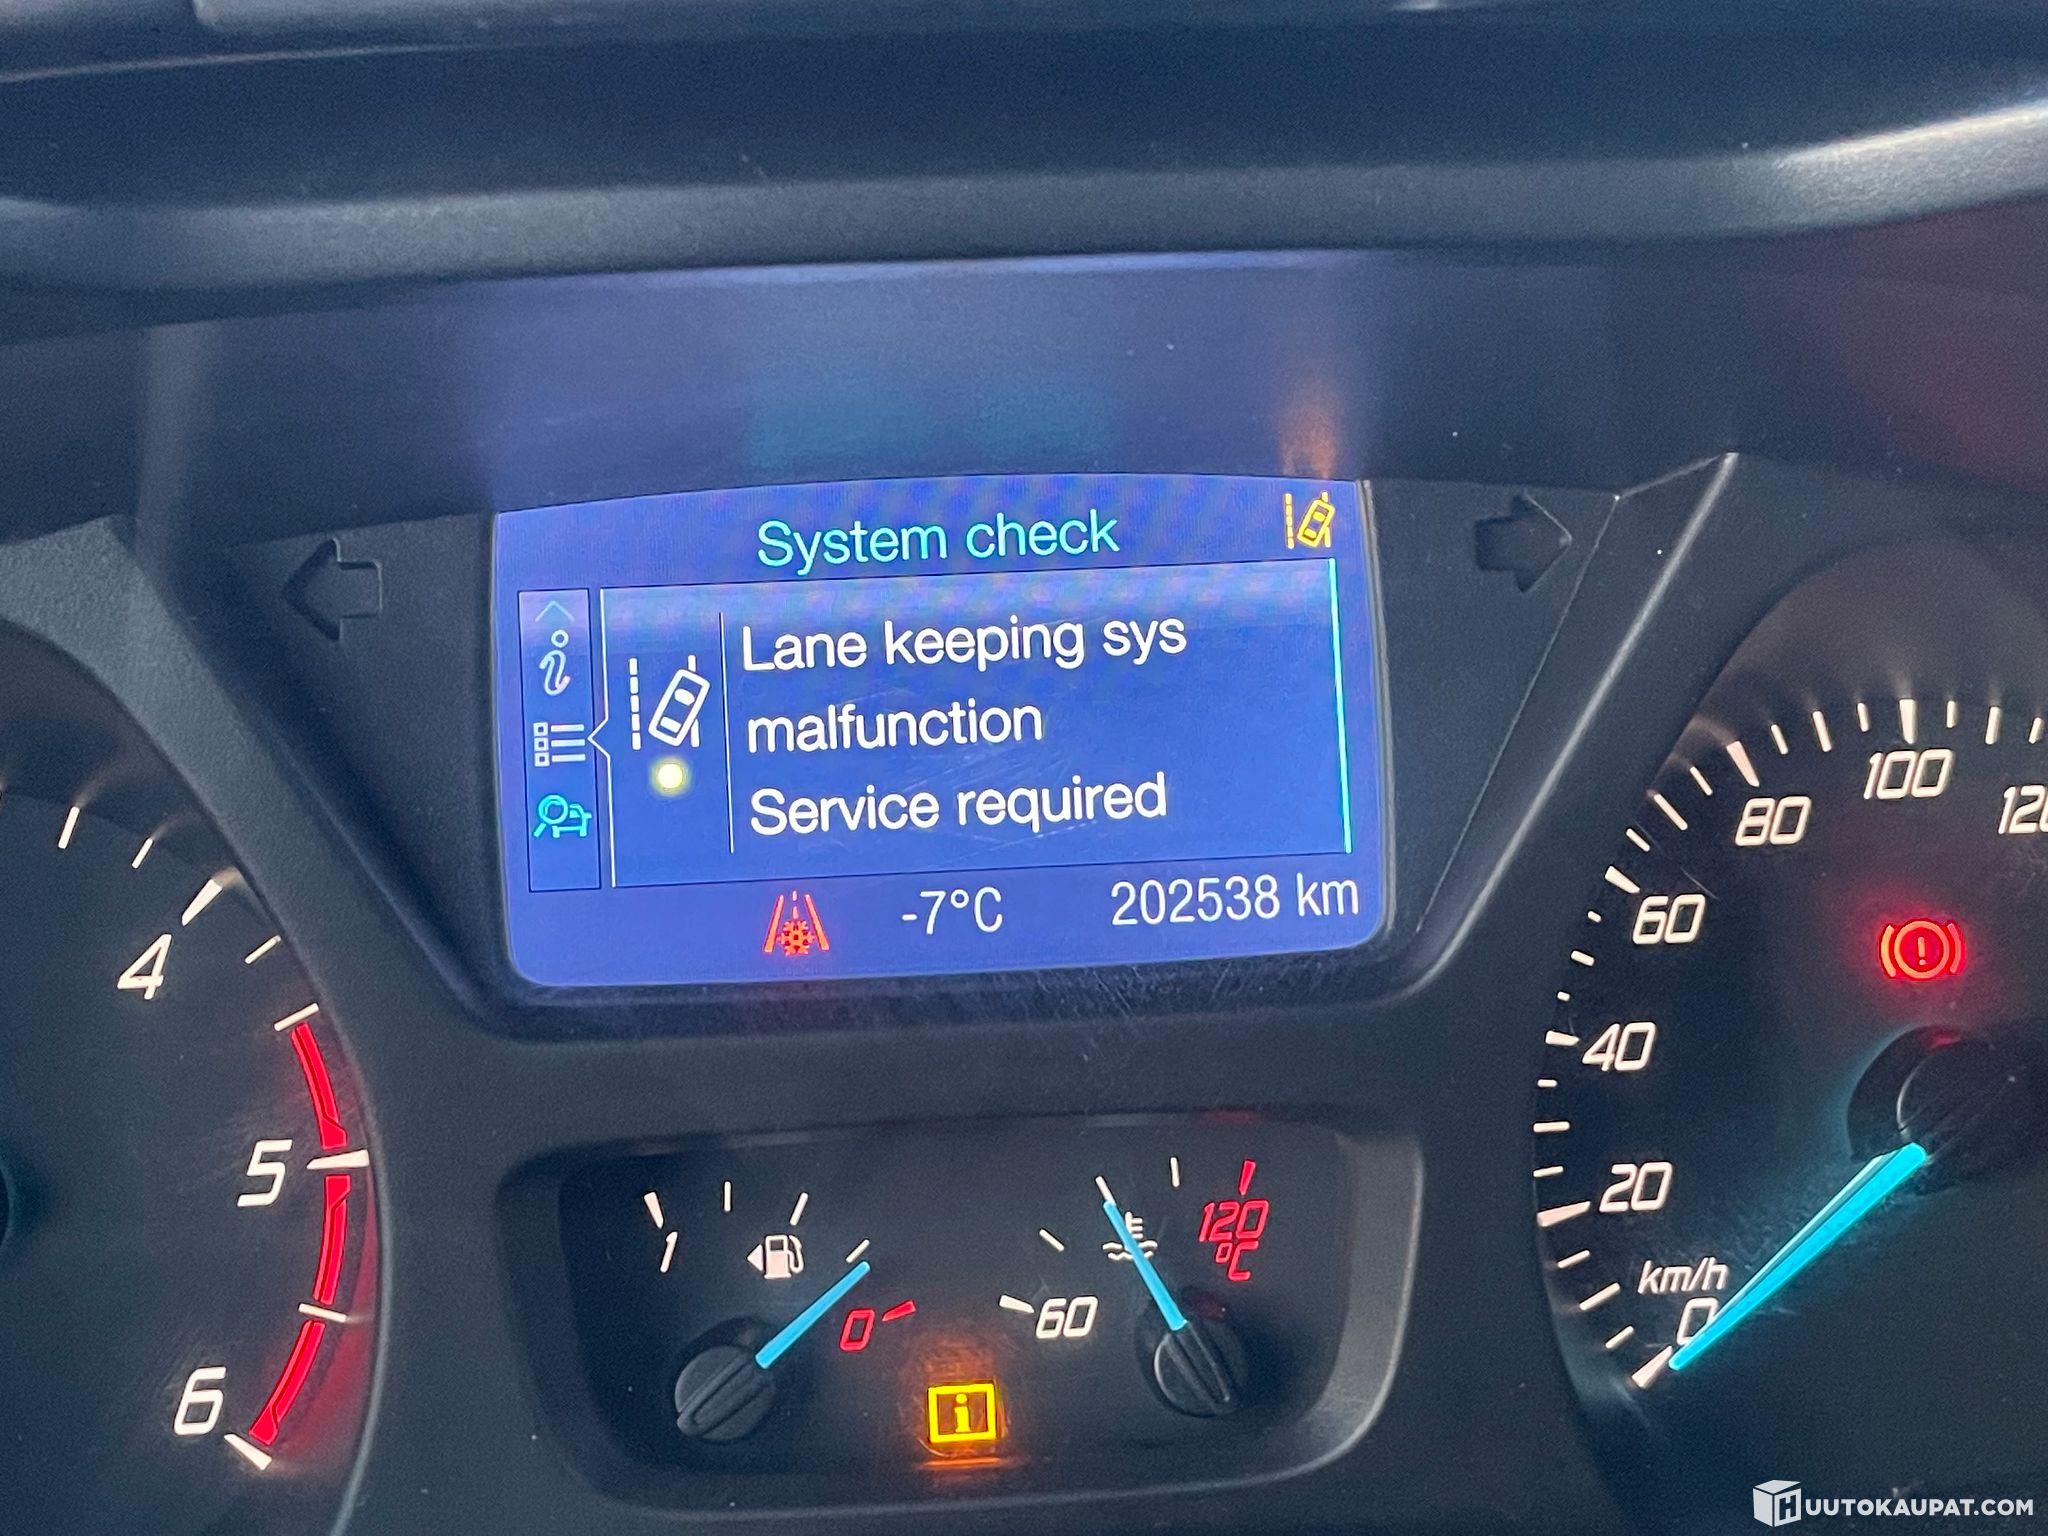 System check
Lane keeping sys
malfunction
Service required
-7°C
202538 km
4
5
6
1
0
60
120
°C
i
0
20
40
60
80
100
km/h
HUUTOKAUPAT.COM